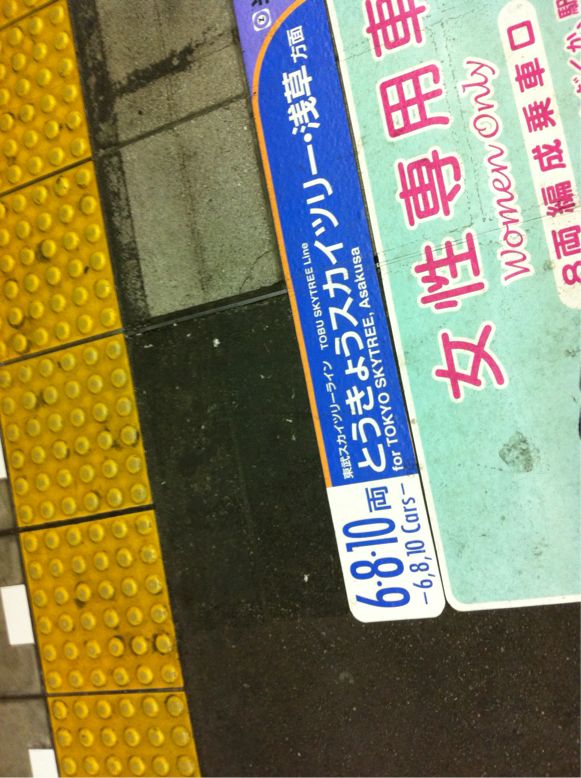 6・8・10両
–6, 8, 10 Cars–
東武スカイツリーライン TOBU SKYTREE Line
とうきょうスカイツリー・浅草方面
for TOKYO SKYTREE, Asakusa
女性専用車
Women Only
8両編成乗車口